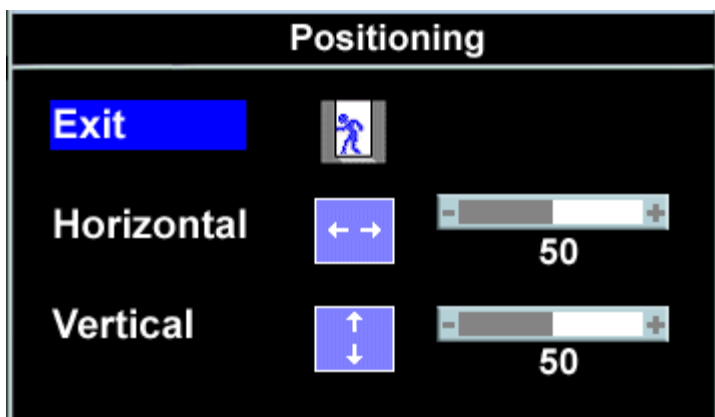 Positioning
Exit
Horizontal
- +
50
Vertical
- +
50